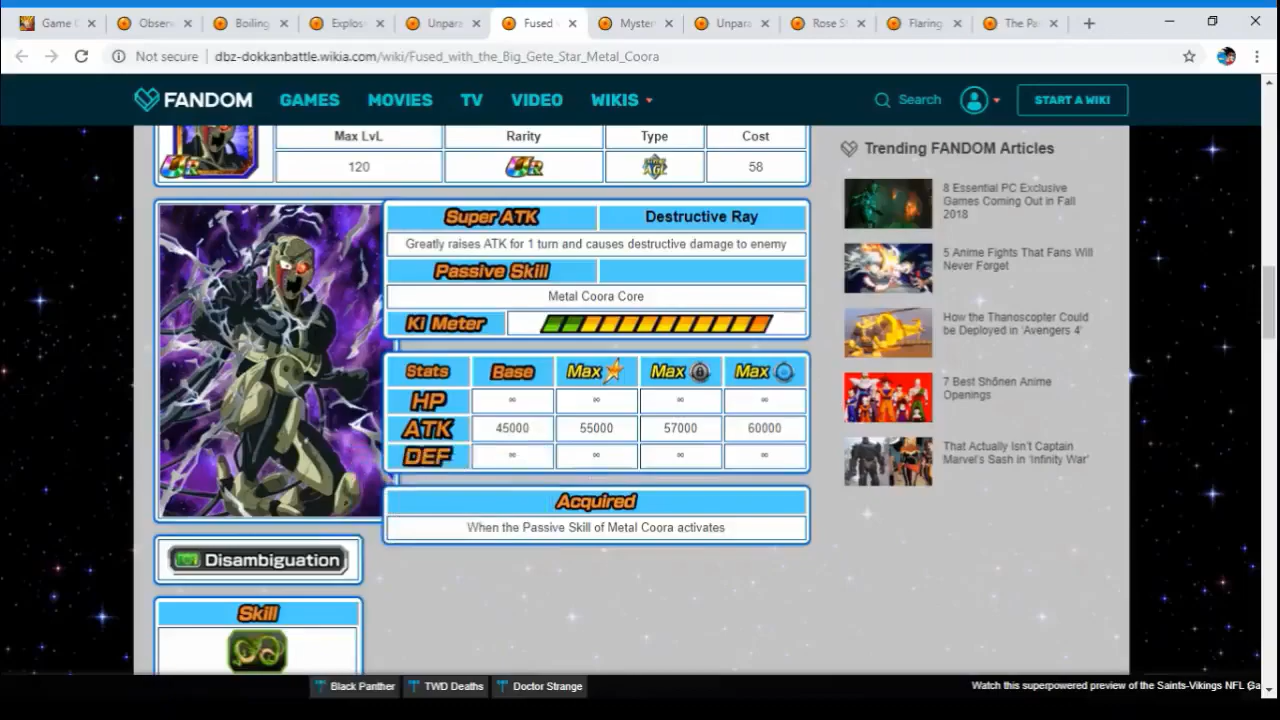 Game C
Observ
Boiling
Explos
Unpara
Fused
Myster
Unpara
Rose S
Flaring
The Pa
Not secure
dbz-dokkanbattle.wikia.com/wiki/Fused_with_the_Big_Gete_Star_Metal_Coora
FANDOM
GAMES
MOVIES
TV
VIDEO
WIKIS
Search
START A WIKI
Max LvL Rarity Type Cost
120 UR AGL 58
UR
Super ATK Destructive Ray
Greatly raises ATK for 1 turn and causes destructive damage to enemy
Passive Skill
Metal Coora Core
Ki Meter
Stats Base Max Max Max
HP ∞ ∞ ∞ ∞
ATK 45000 55000 57000 60000
DEF ∞ ∞ ∞ ∞
Acquired
When the Passive Skill of Metal Coora activates
Disambiguation
Skill
Trending FANDOM Articles
8 Essential PC Exclusive
Games Coming Out in Fall
2018
5 Anime Fights That Fans Will
Never Forget
How the Thanoscopter Could
be Deployed in 'Avengers 4'
7 Best Shōnen Anime
Openings
That Actually Isn't Captain
Marvel's Sash in 'Infinity War'
Black Panther
TWD Deaths
Doctor Strange
Watch this superpowered preview of the Saints-Vikings NFL Ga